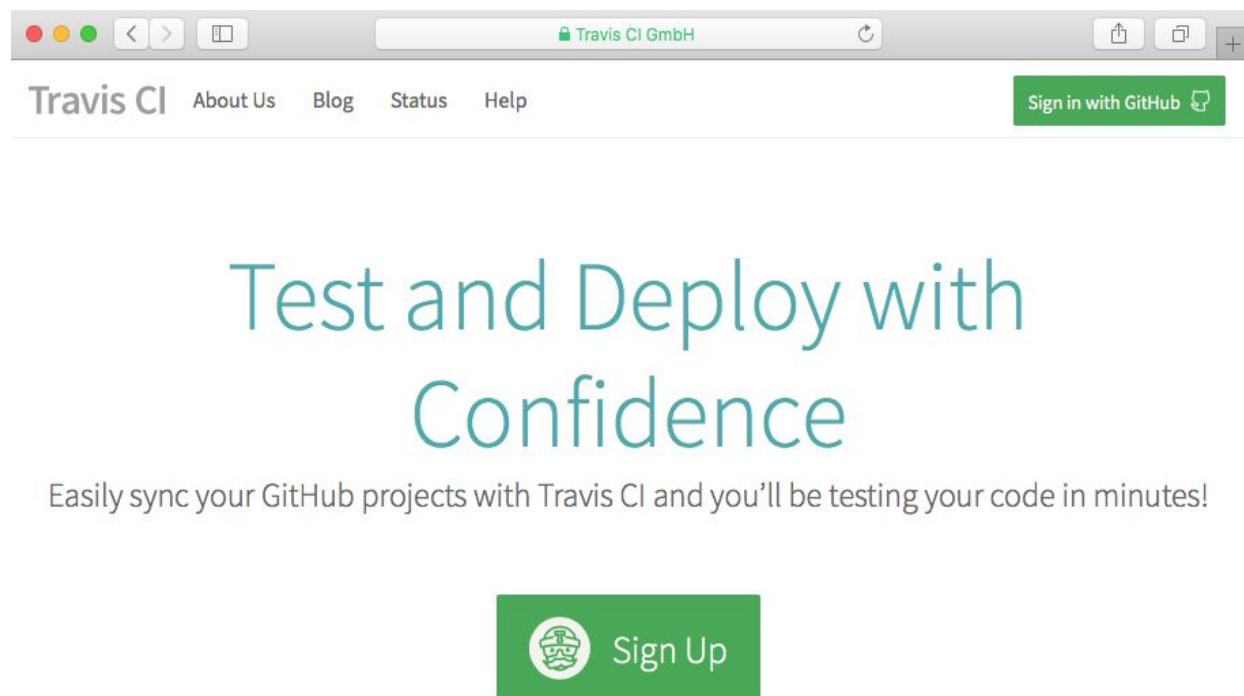 Travis CI GmbH
Travis CI About Us Blog Status Help Sign in with GitHub
Test and Deploy with
Confidence
Easily sync your GitHub projects with Travis CI and you’ll be testing your code in minutes!
Sign Up